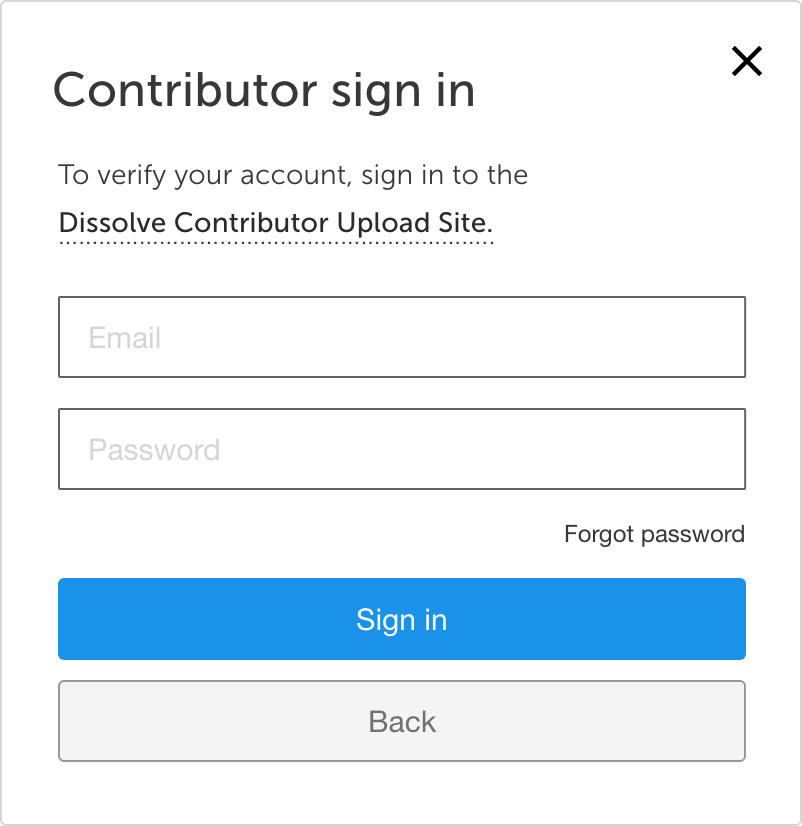 Contributor sign in
To verify your account, sign in to the
Dissolve Contributor Upload Site.
Email
Password
Forgot password
Sign in
Back